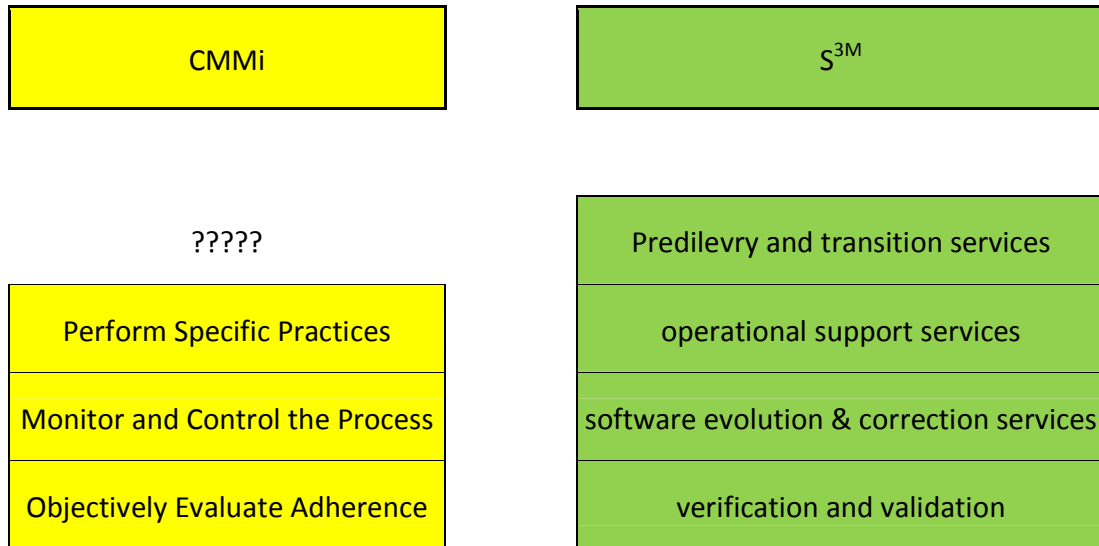 CMMi
S3M
?????
Predilevry and transition services
Perform Specific Practices
operational support services
Monitor and Control the Process
software evolution & correction services
Objectively Evaluate Adherence
verification and validation